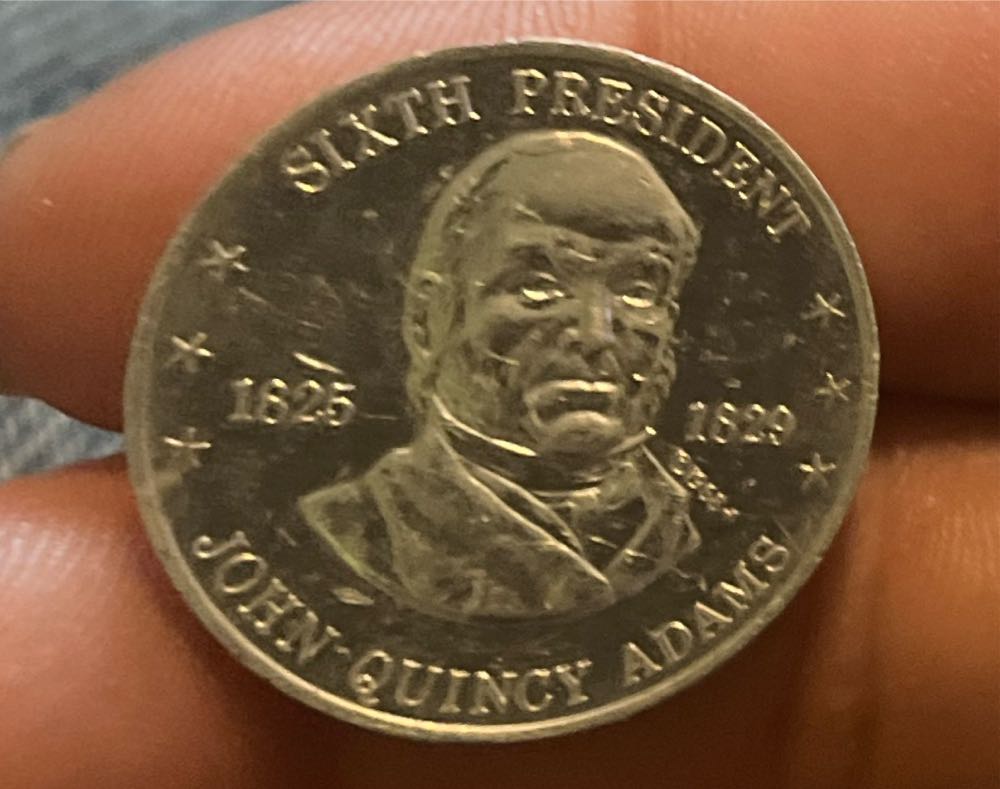 SIXTH PRESIDENT
1825
1829
JOHN QUINCY ADAMS